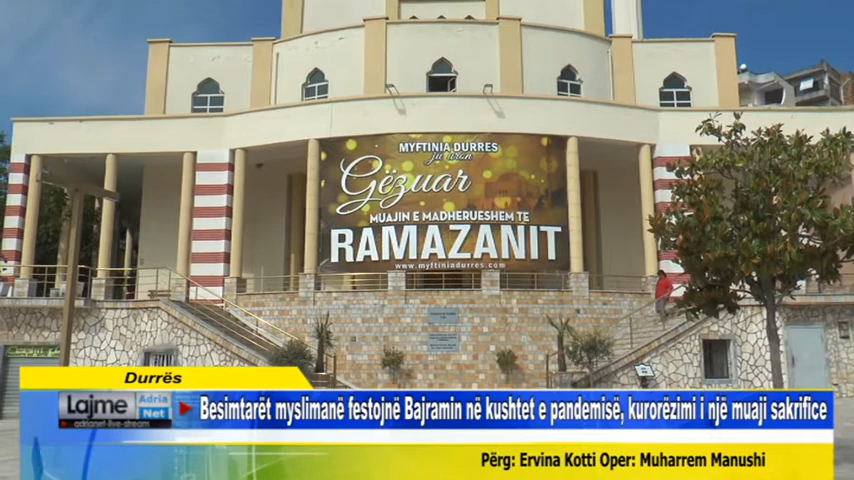 MYFTINIA DURRES
ju uron
Gëzuar
MUAJIN E MADHERUESHEM TE
RAMAZANIT
www.myftiniadurres.com
Durrës
Lajme Adria Net
adrianet-live-stream
Besimtarët myslimanë festojnë Bajramin në kushtet e pandemisë, kurorëzimi i një muaji sakrifice
Përg: Ervina Kotti Oper: Muharrem Manushi